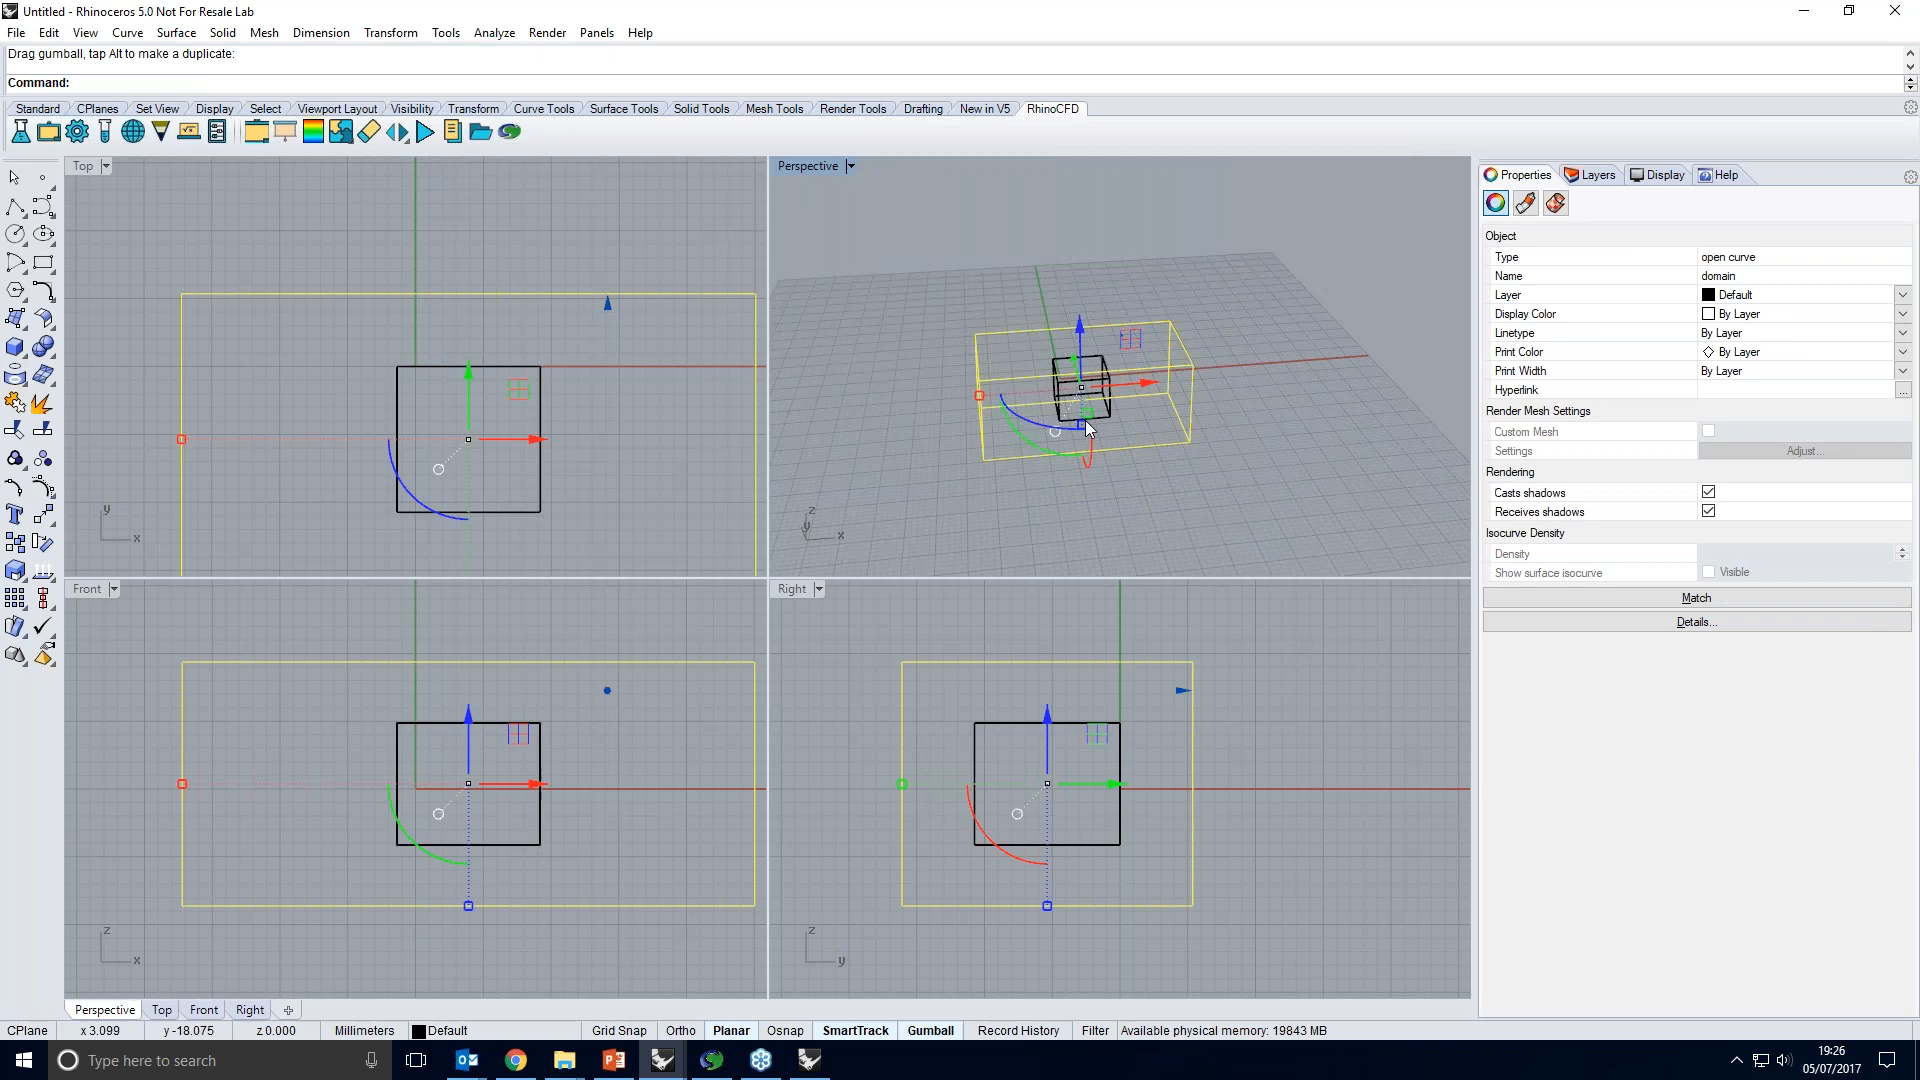 Untitled - Rhinoceros 5.0 Not For Resale Lab
File Edit View Curve Surface Solid Mesh Dimension Transform Tools Analyze Render Panels Help
Drag gumball, tap Alt to make a duplicate:
Command:
Standard CPlanes Set View Display Select Viewport Layout Visibility Transform Curve Tools Surface Tools Solid Tools Mesh Tools Render Tools Drafting New in V5 RhinoCFD
Top
Perspective
Properties Layers Display Help
Object
Type open curve
Name domain
Layer Default
Display Color By Layer
Linetype By Layer
Print Color By Layer
Print Width By Layer
Hyperlink ...
Render Mesh Settings
Custom Mesh
Settings Adjust...
Rendering
Casts shadows
Receives shadows
Isocurve Density
Density
Show surface isocurve Visible
Match
Details...
y
x
z
y
x
Front
Right
z
x
z
y
Perspective Top Front Right
CPlane x 3.099 y -18.075 z 0.000 Millimeters Default Grid Snap Ortho Planar Osnap SmartTrack Gumball Record History Filter Available physical memory: 19843 MB
Type here to search
19:26
05/07/2017